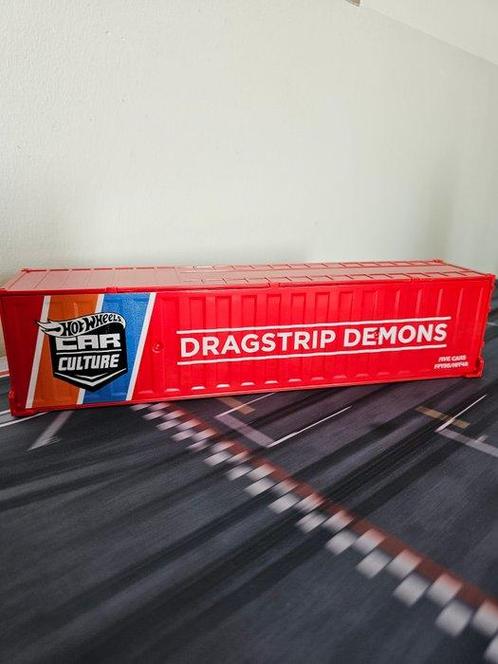 HOT WHEELS
CAR
CULTURE
DRAGSTRIP DEMONS
FIVE CARS